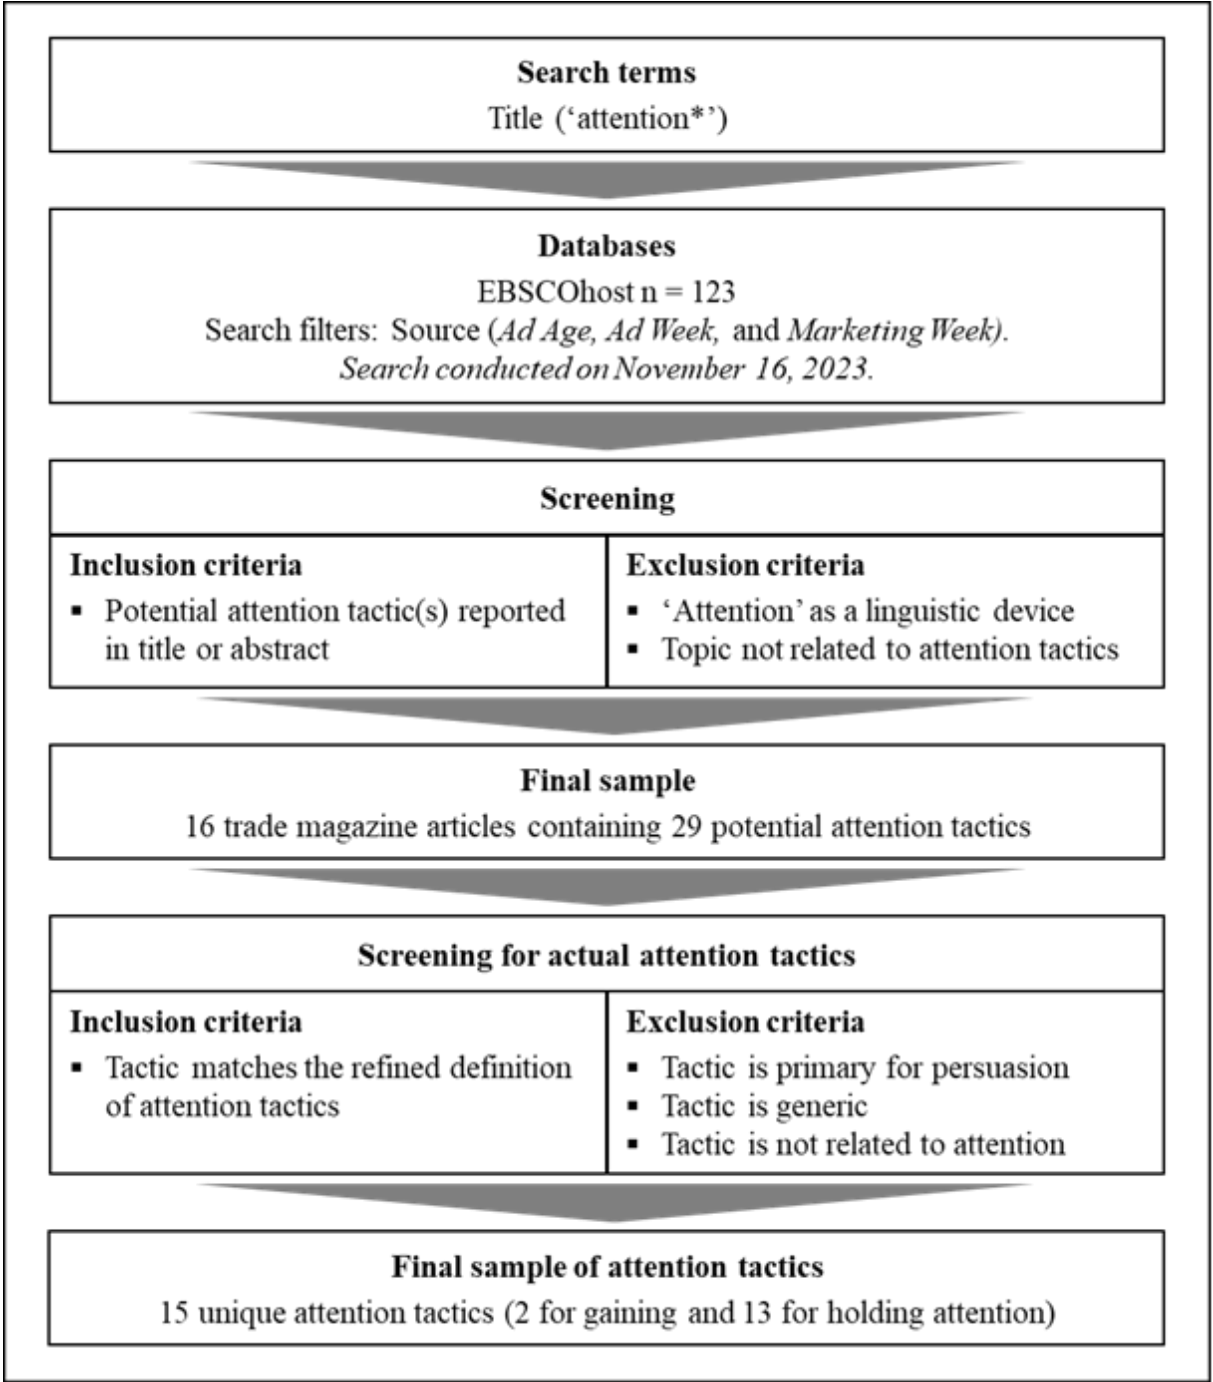 Search terms
Title (‘attention*’)
Databases
EBSCOhost n = 123
Search filters: Source (Ad Age, Ad Week, and Marketing Week).
Search conducted on November 16, 2023.
Screening
Inclusion criteria
▪ Potential attention tactic(s) reported
in title or abstract
Exclusion criteria
▪ ‘Attention’ as a linguistic device
▪ Topic not related to attention tactics
Final sample
16 trade magazine articles containing 29 potential attention tactics
Screening for actual attention tactics
Inclusion criteria
▪ Tactic matches the refined definition
of attention tactics
Exclusion criteria
▪ Tactic is primary for persuasion
▪ Tactic is generic
▪ Tactic is not related to attention
Final sample of attention tactics
15 unique attention tactics (2 for gaining and 13 for holding attention)